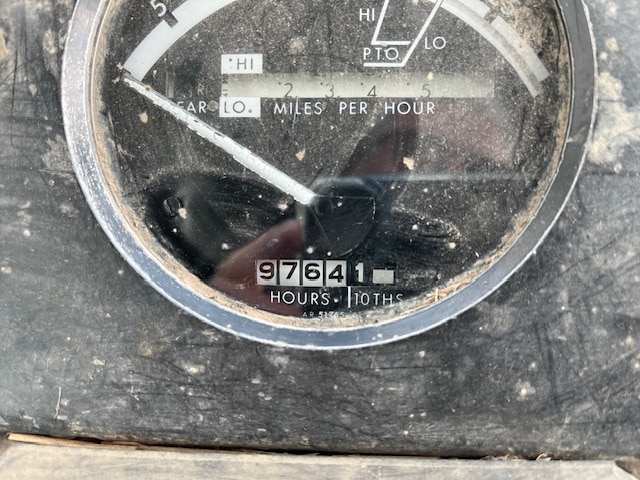 5
HI
LO
P.T.O.
HI
2 3 4 5
LO. MILES PER HOUR
97641
HOURS 10THS